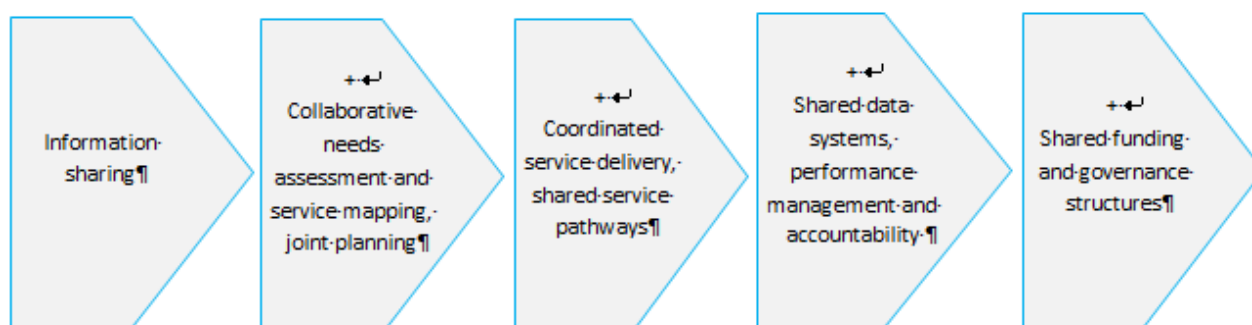 Information·
sharing¶
+·↵
Collaborative·
needs·
assessment·and·
service·mapping,·
joint·planning¶
+·↵
Coordinated·
service·delivery,·
shared·service·
pathways¶
+·↵
Shared·data·
systems,·
performance·
management·and·
accountability·¶
+·↵
Shared·funding·
and·governance·
structures¶